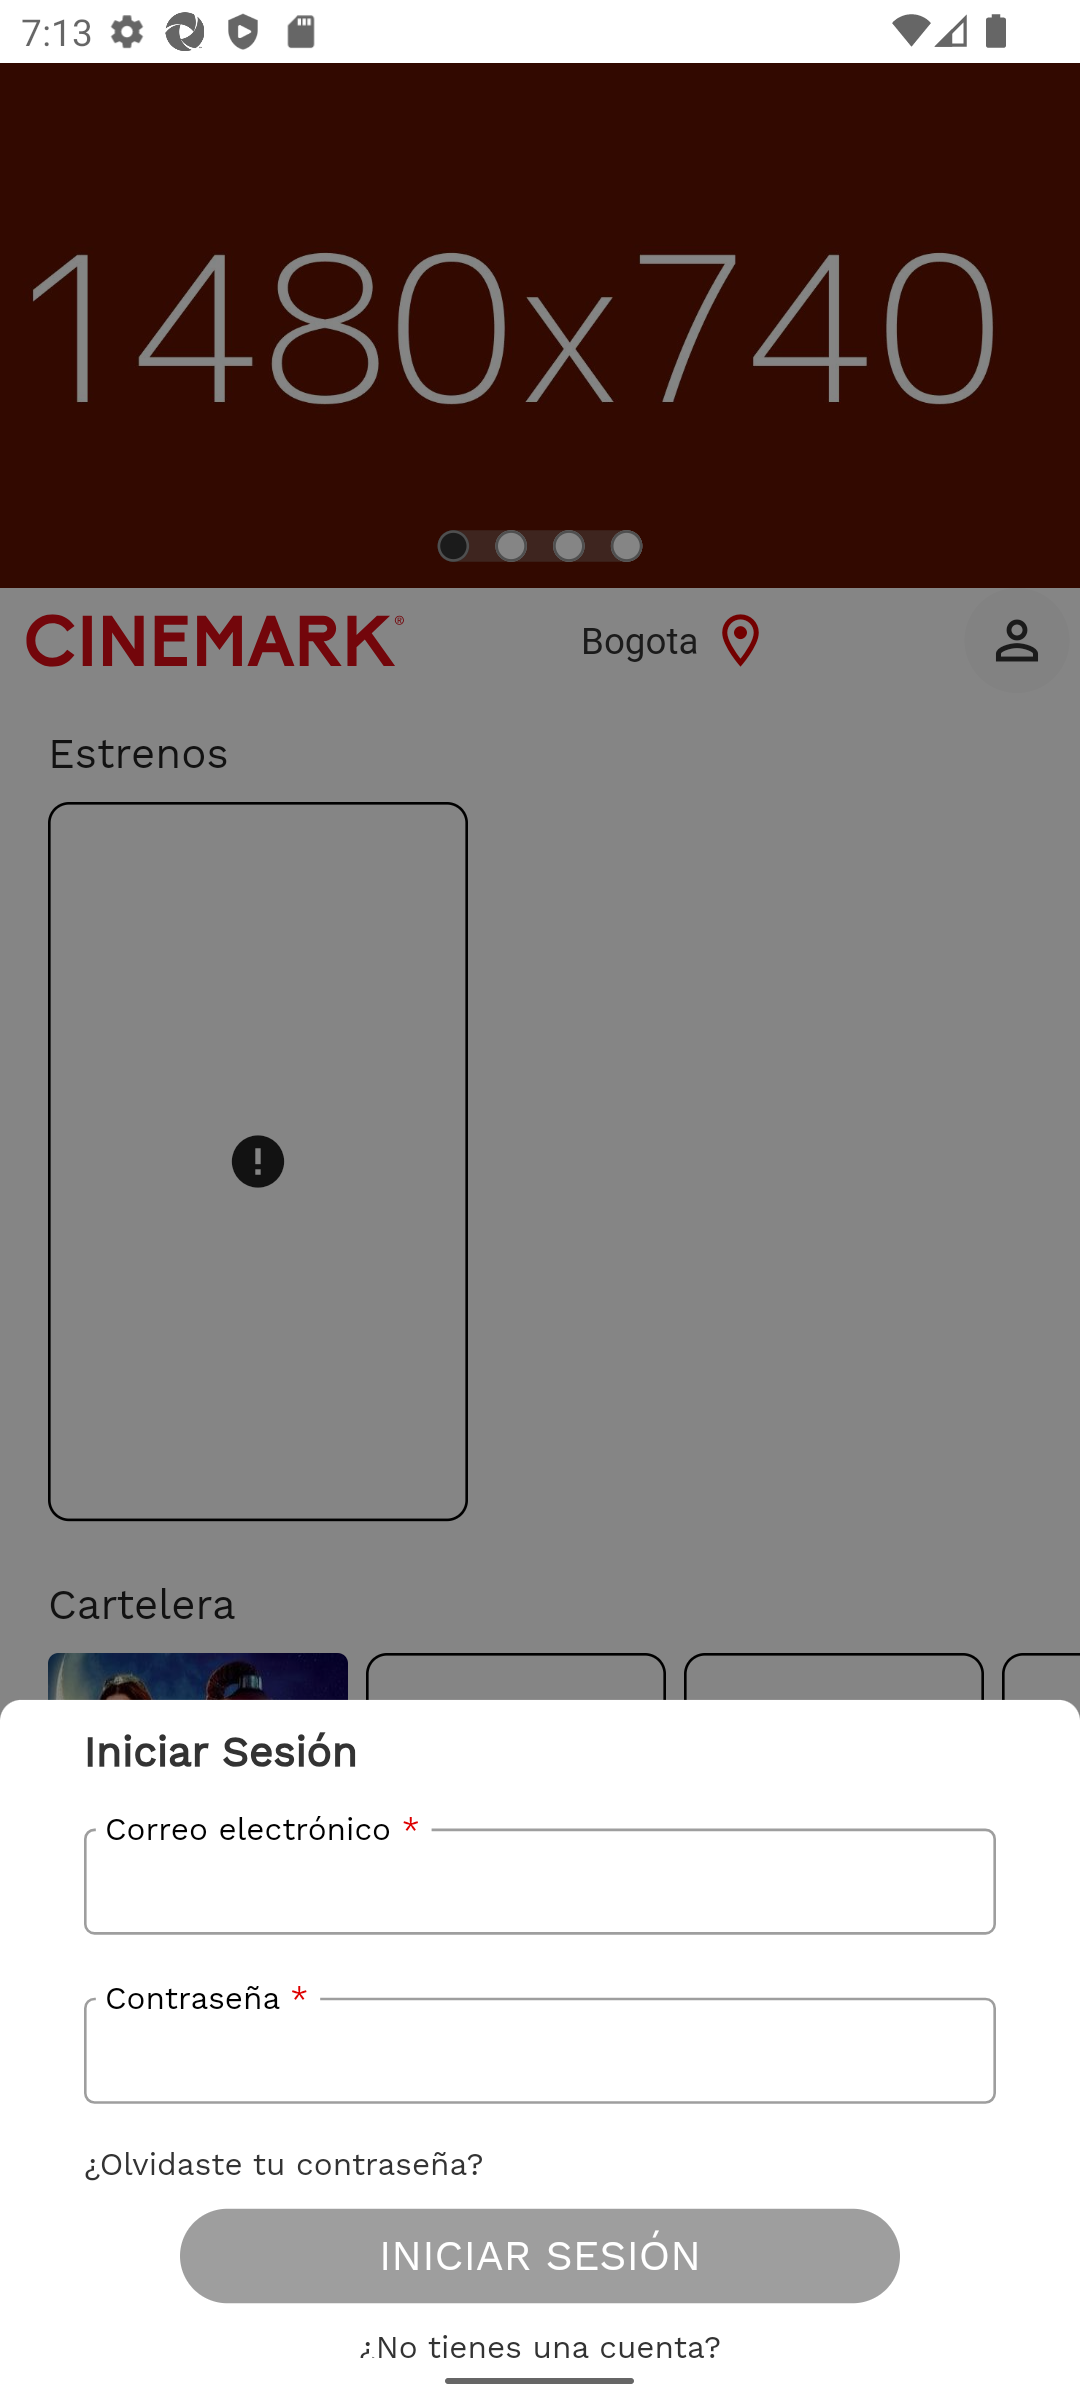 7:13
1480x740
CINEMARK®
Bogota
Estrenos
Cartelera
Iniciar Sesión
Correo electrónico *
Contraseña *
¿Olvidaste tu contraseña?
INICIAR SESIÓN
¿No tienes una cuenta?